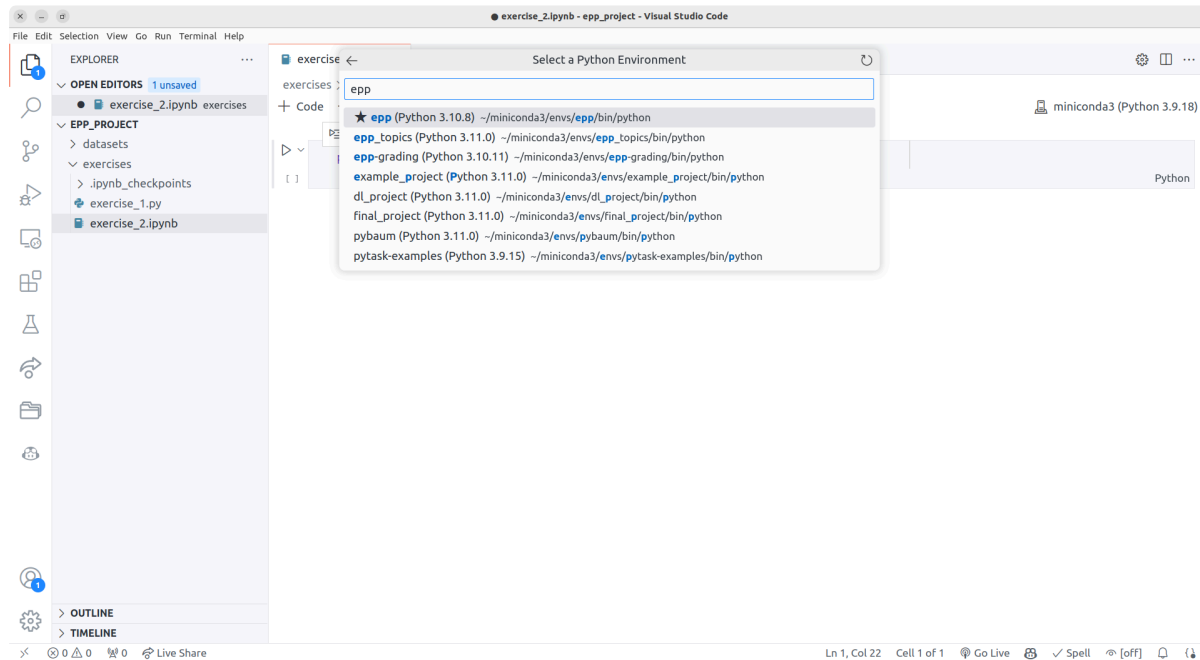 ● exercise_2.ipynb - epp_project - Visual Studio Code
File Edit Selection View Go Run Terminal Help
EXPLORER ···
OPEN EDITORS 1 unsaved
● exercise_2.ipynb exercises
EPP_PROJECT
datasets
exercises
.ipynb_checkpoints
exercise_1.py
exercise_2.ipynb
OUTLINE
TIMELINE
1
1
exercise
exercises
+ Code
Select a Python Environment
epp
★ epp (Python 3.10.8) ~/miniconda3/envs/epp/bin/python
epp_topics (Python 3.11.0) ~/miniconda3/envs/epp_topics/bin/python
epp-grading (Python 3.10.11) ~/miniconda3/envs/epp-grading/bin/python
example_project (Python 3.11.0) ~/miniconda3/envs/example_project/bin/python
dl_project (Python 3.11.0) ~/miniconda3/envs/dl_project/bin/python
final_project (Python 3.11.0) ~/miniconda3/envs/final_project/bin/python
pybaum (Python 3.11.0) ~/miniconda3/envs/pybaum/bin/python
pytask-examples (Python 3.9.15) ~/miniconda3/envs/pytask-examples/bin/python
miniconda3 (Python 3.9.18)
[ ]
Python
0 0 0 Live Share
Ln 1, Col 22 Cell 1 of 1 Go Live Spell [off]